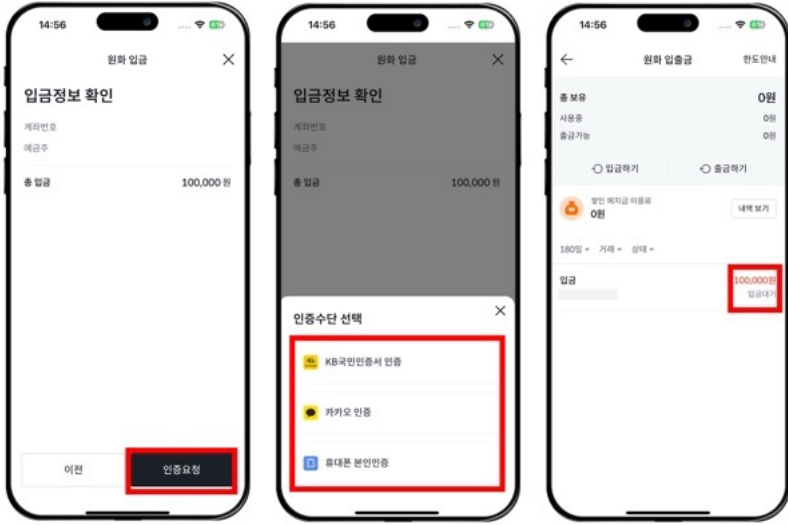 14:56
원화 입금
입금정보 확인
계좌번호
예금주
총 입금 100,000 원
이전 인증요청
14:56
원화 입금
입금정보 확인
계좌번호
예금주
총 입금 100,000 원
인증수단 선택
KB국민인증서 인증
카카오 인증
휴대폰 본인인증
14:56
원화 입출금 한도안내
총 보유 0원
사용중 0원
출금가능 0원
입금하기 출금하기
예치금 이용료
0원
내역 보기
180일 거래 상태
입금 100,000원
입금대기